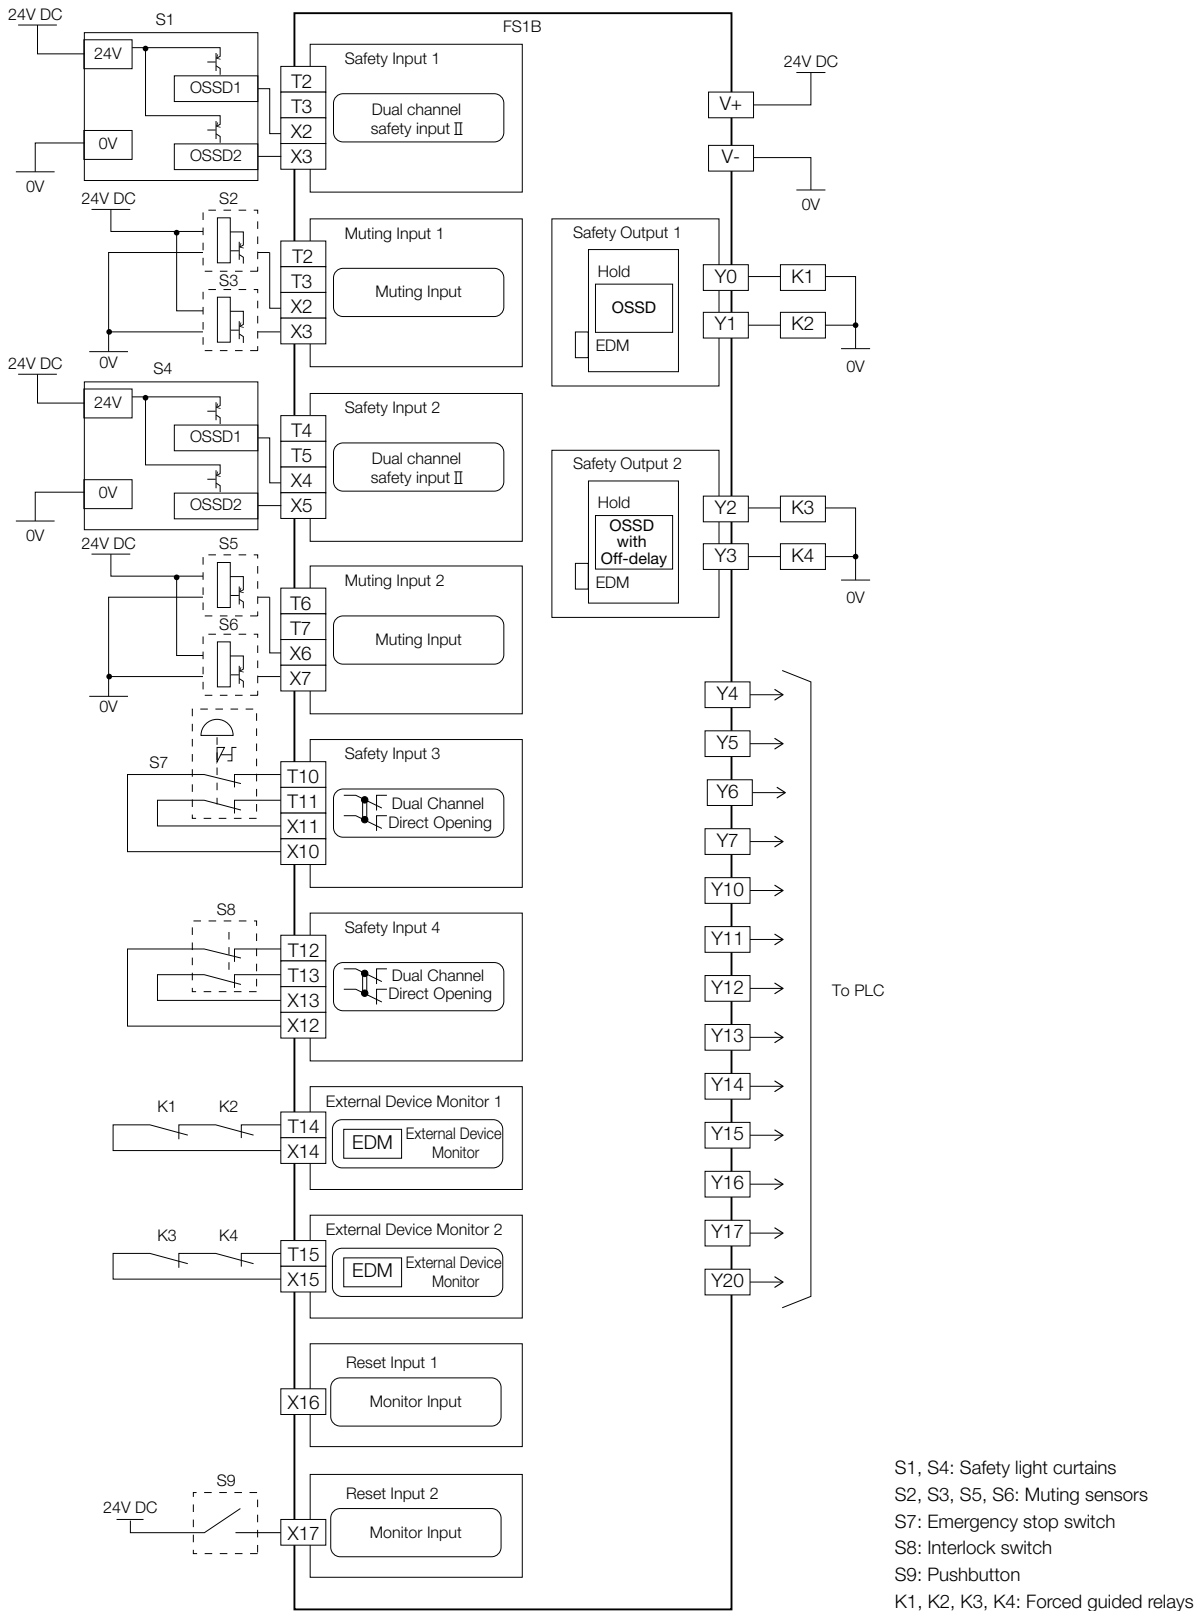 24V DC
S1
24V
OSSD1
0V
OSSD2
0V
FS1B
Safety Input 1
T2
T3
X2
X3
Dual channel
safety input Ⅱ
24V DC
V+
V-
0V
24V DC
S2
S3
0V
Muting Input 1
T2
T3
X2
X3
Muting Input
Safety Output 1
Hold
OSSD
EDM
Y0
K1
Y1
K2
0V
24V DC
S4
24V
OSSD1
0V
OSSD2
0V
Safety Input 2
T4
T5
X4
X5
Dual channel
safety input Ⅱ
Safety Output 2
Hold
OSSD
with
Off-delay
EDM
Y2
K3
Y3
K4
0V
24V DC
S5
S6
0V
Muting Input 2
T6
T7
X6
X7
Muting Input
S7
Safety Input 3
T10
T11
X11
X10
Dual Channel
Direct Opening
S8
Safety Input 4
T12
T13
X13
X12
Dual Channel
Direct Opening
K1
K2
External Device Monitor 1
T14
X14
EDM
External Device
Monitor
K3
K4
External Device Monitor 2
T15
X15
EDM
External Device
Monitor
Reset Input 1
X16
Monitor Input
24V DC
S9
Reset Input 2
X17
Monitor Input
Y4
Y5
Y6
Y7
Y10
Y11
Y12
Y13
Y14
Y15
Y16
Y17
Y20
To PLC
S1, S4: Safety light curtains
S2, S3, S5, S6: Muting sensors
S7: Emergency stop switch
S8: Interlock switch
S9: Pushbutton
K1, K2, K3, K4: Forced guided relays